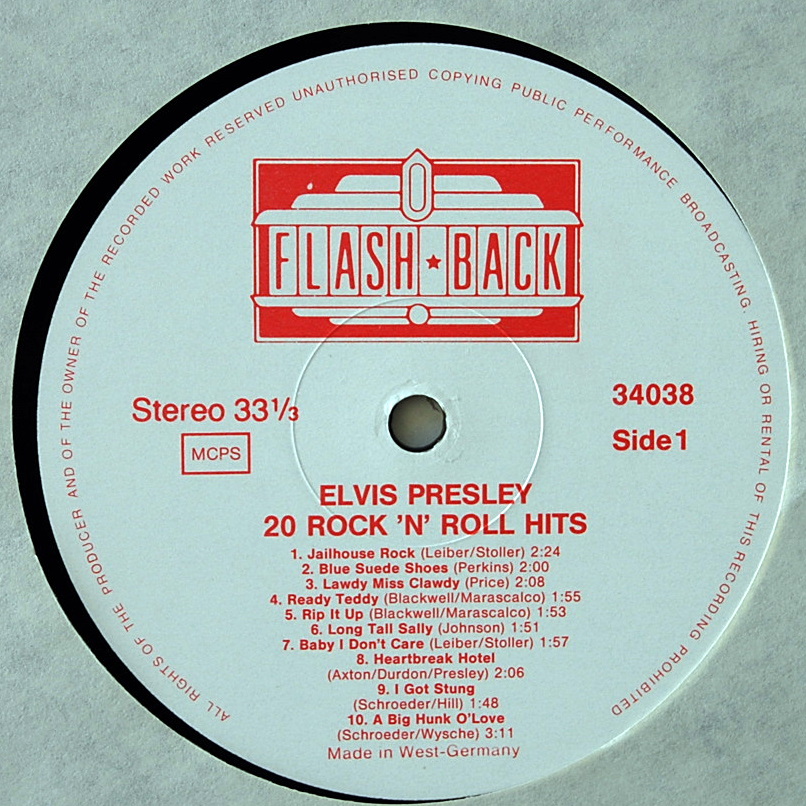 ALL RIGHTS OF THE PRODUCER AND OF THE OWNER OF THE RECORDED WORK RESERVED UNAUTHORISED COPYING PUBLIC PERFORMANCE BROADCASTING, HIRING OR RENTAL OF THIS RECORDING PROHIBITED
FLASH★BACK
Stereo 33⅓
MCPS
34038
Side 1
ELVIS PRESLEY
20 ROCK 'N' ROLL HITS
1. Jailhouse Rock (Leiber/Stoller) 2:24
2. Blue Suede Shoes (Perkins) 2:00
3. Lawdy Miss Clawdy (Price) 2:08
4. Ready Teddy (Blackwell/Marascalco) 1:55
5. Rip It Up (Blackwell/Marascalco) 1:53
6. Long Tall Sally (Johnson) 1:51
7. Baby I Don't Care (Leiber/Stoller) 1:57
8. Heartbreak Hotel
(Axton/Durdon/Presley) 2:06
9. I Got Stung
(Schroeder/Hill) 1:48
10. A Big Hunk O'Love
(Schroeder/Wysche) 3:11
Made in West-Germany